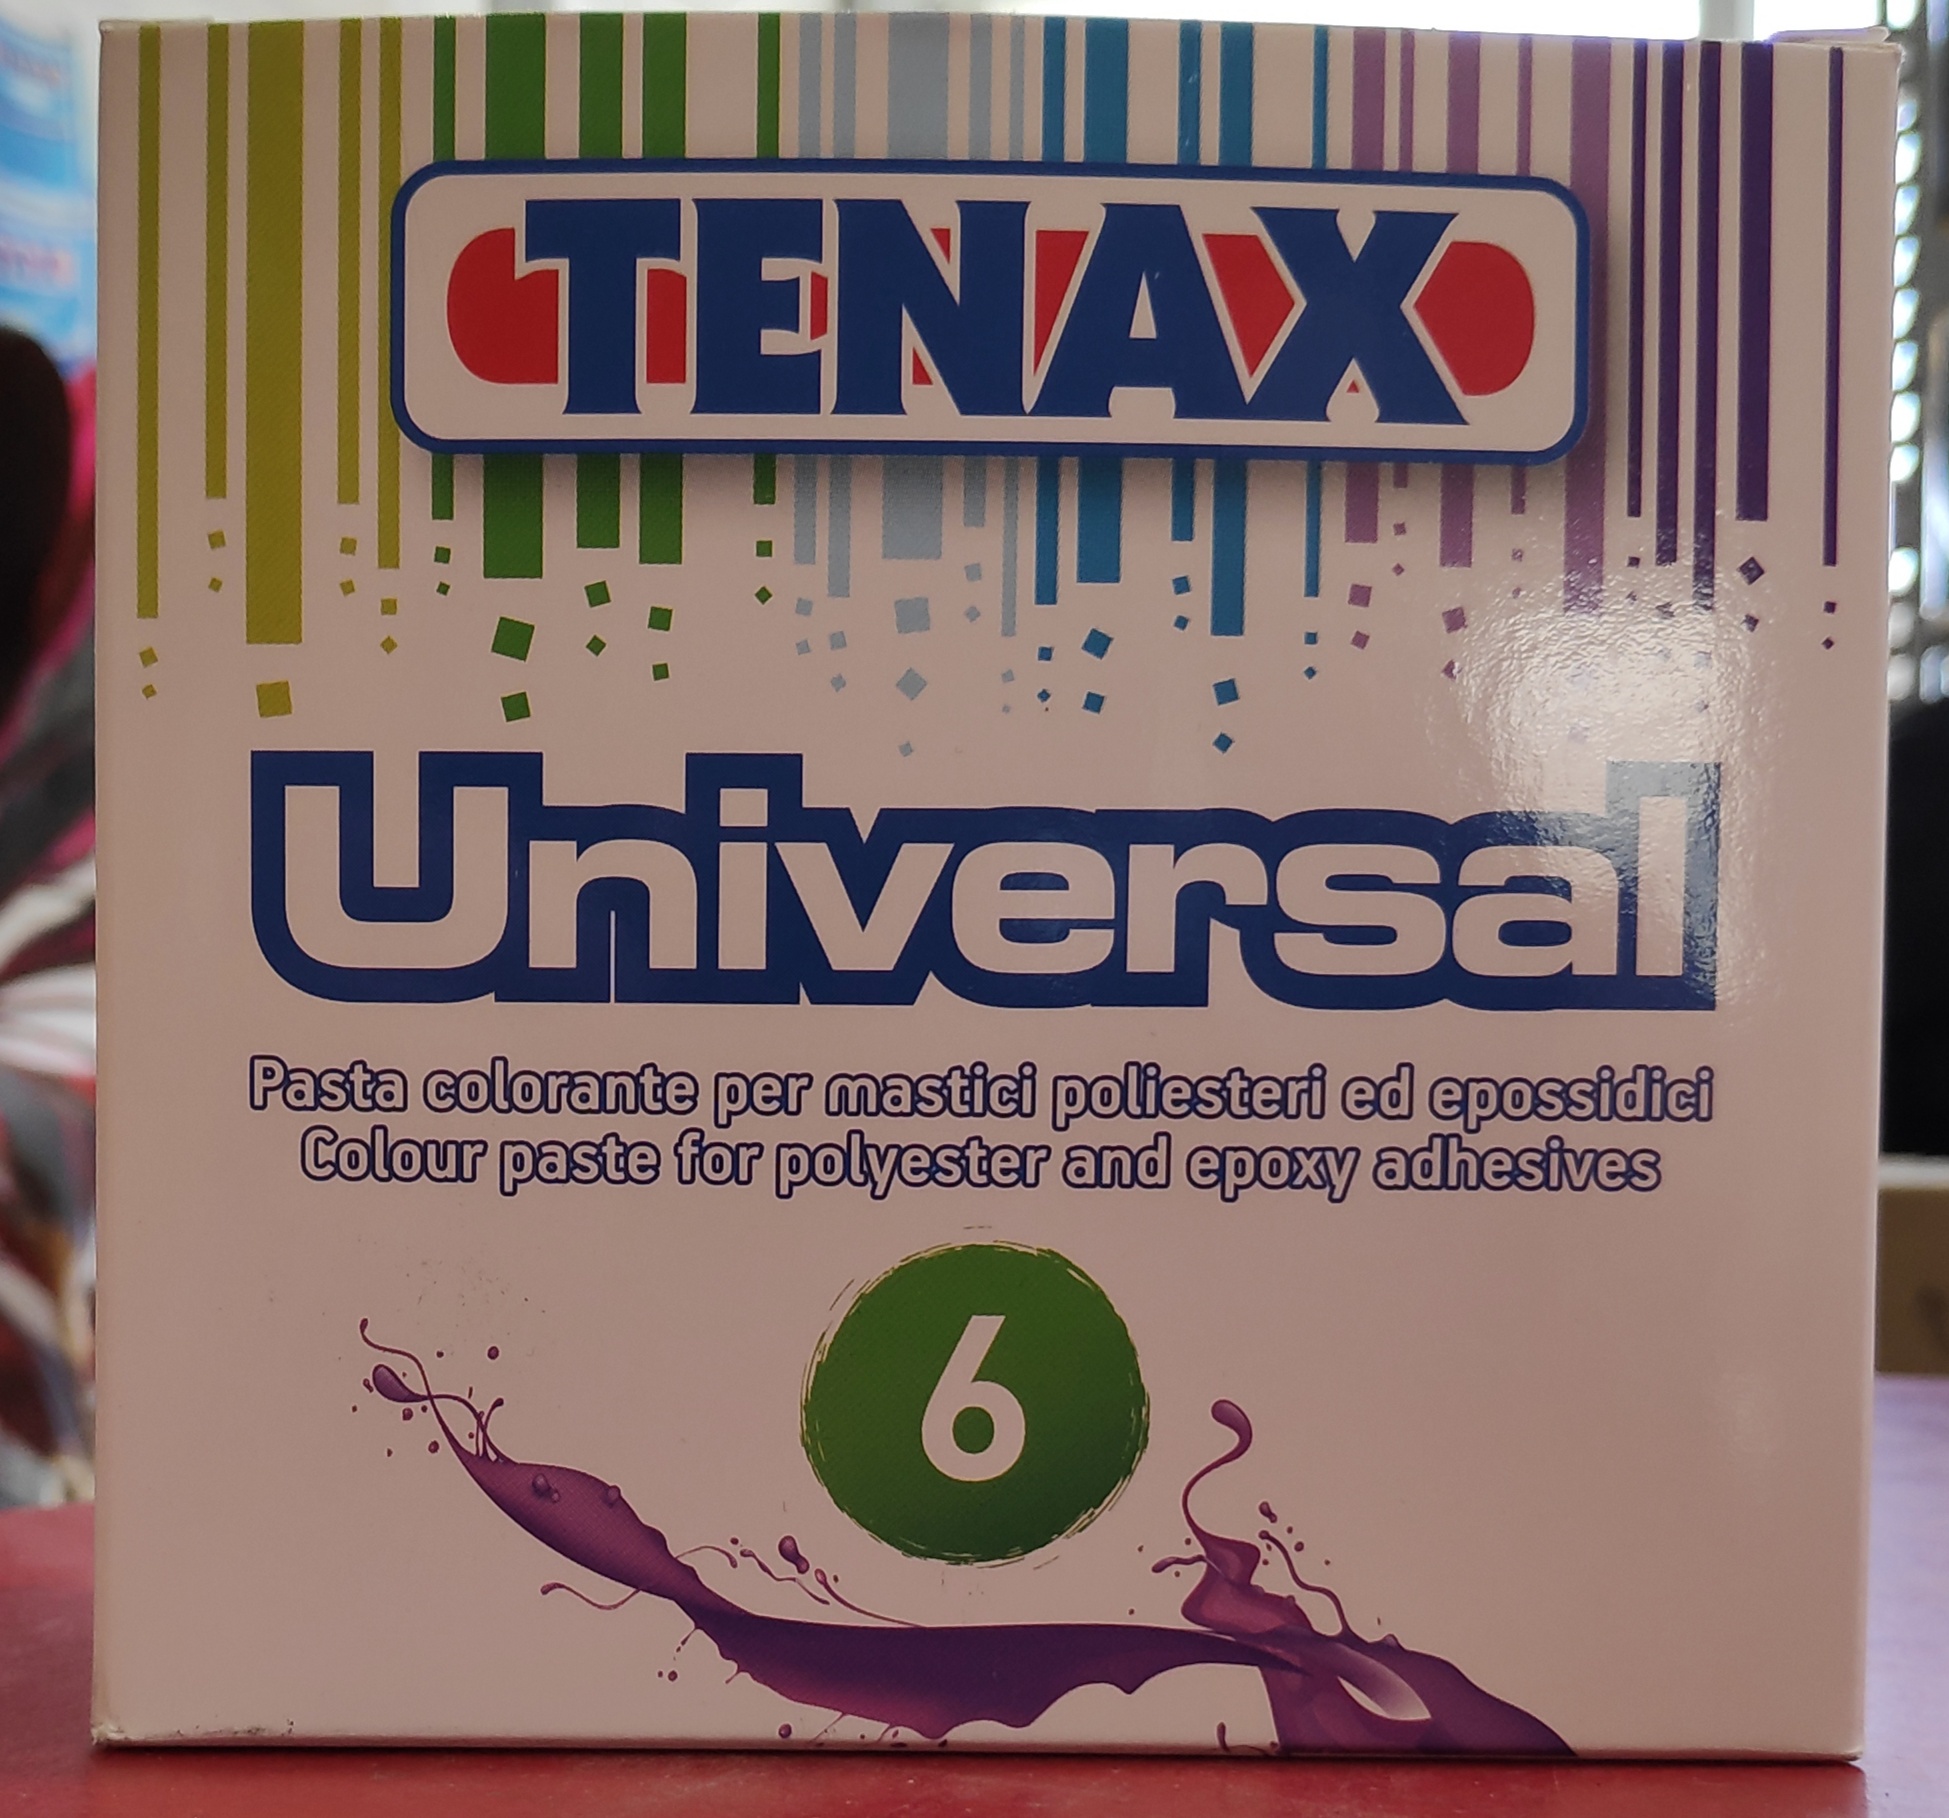 TENAX
Universal
Pasta colorante per mastici poliesteri ed epossidici
Colour paste for polyester and epoxy adhesives
6